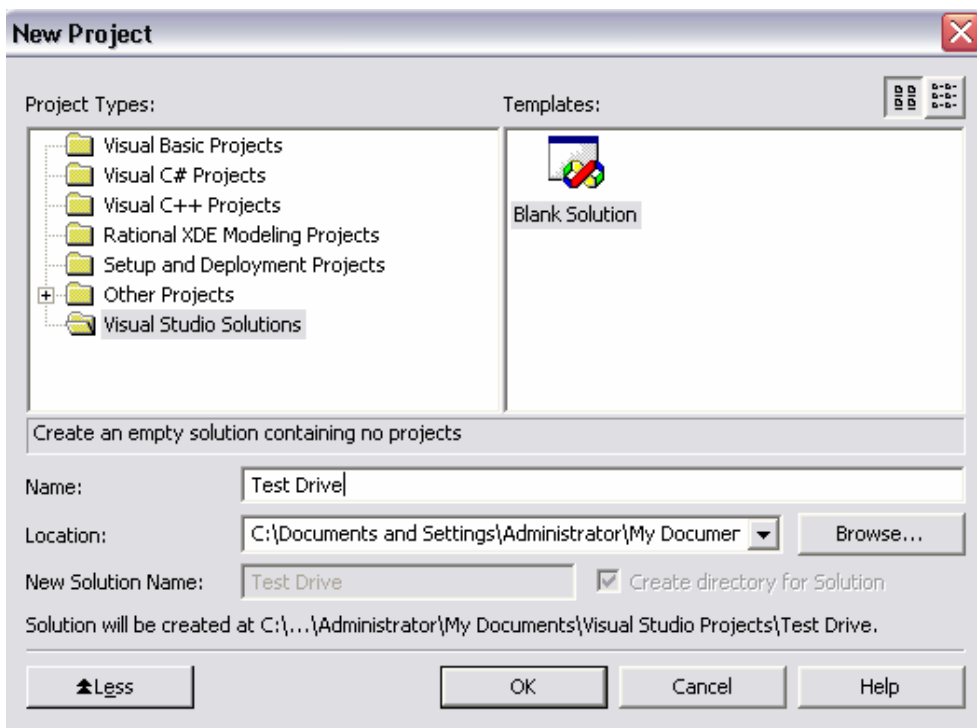 New Project
Project Types:
Templates:
Visual Basic Projects
Visual C# Projects
Visual C++ Projects
Rational XDE Modeling Projects
Setup and Deployment Projects
Other Projects
Visual Studio Solutions
Blank Solution
Create an empty solution containing no projects
Name:
Test Drive
Location:
C:\Documents and Settings\Administrator\My Documer
Browse...
New Solution Name:
Test Drive
Create directory for Solution
Solution will be created at C:\...\Administrator\My Documents\Visual Studio Projects\Test Drive.
Less
OK
Cancel
Help